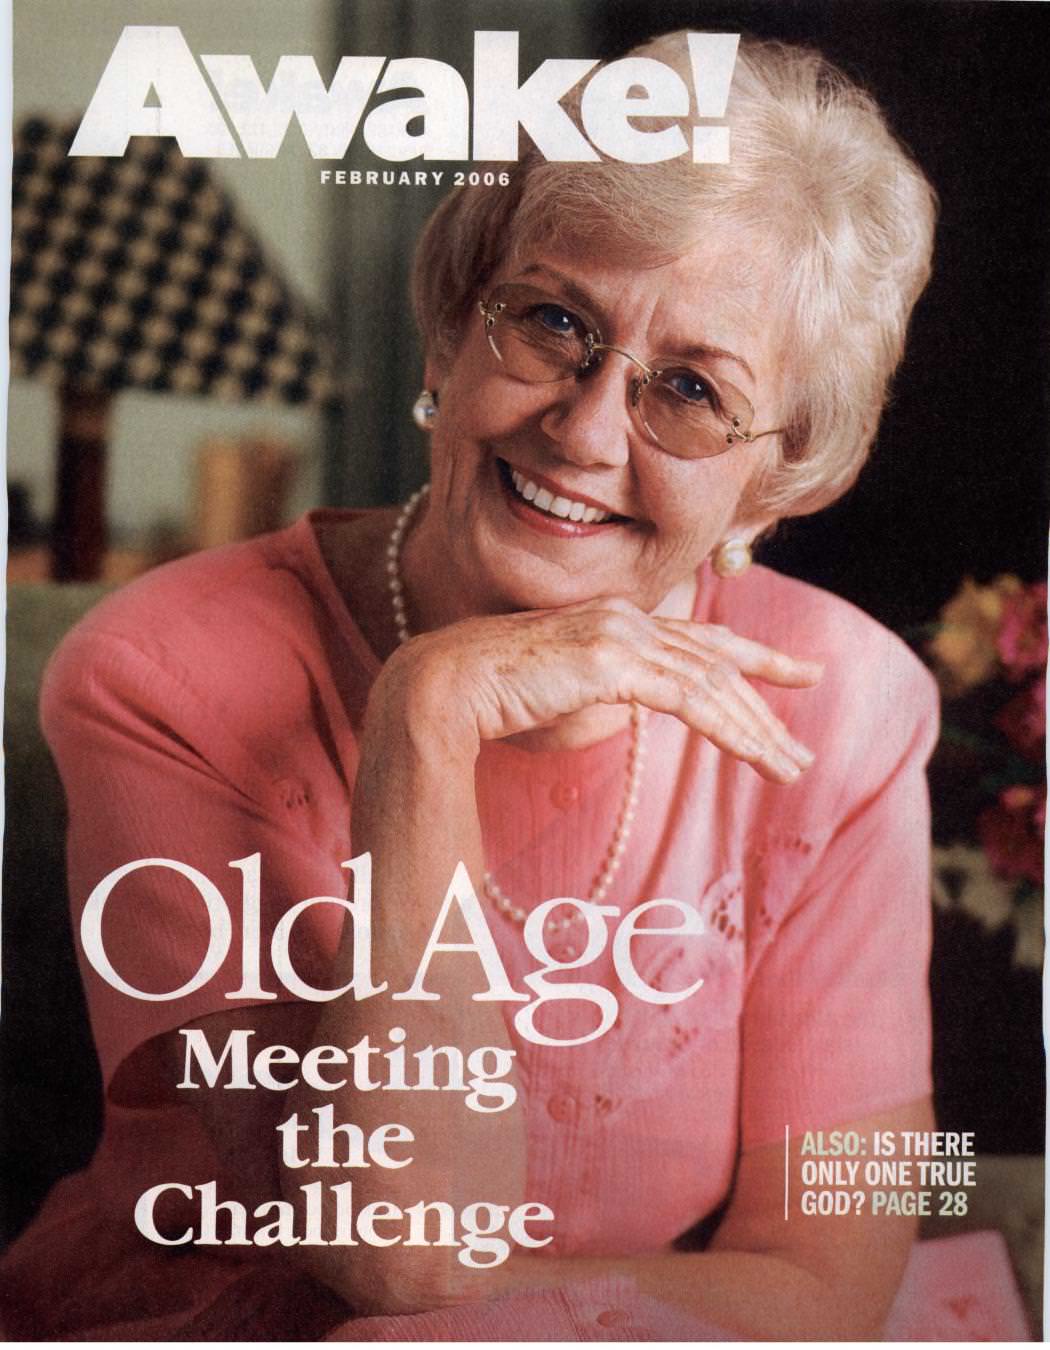 Awake!
FEBRUARY 2006
Old Age
Meeting
the
Challenge
ALSO: IS THERE
ONLY ONE TRUE
GOD? PAGE 28